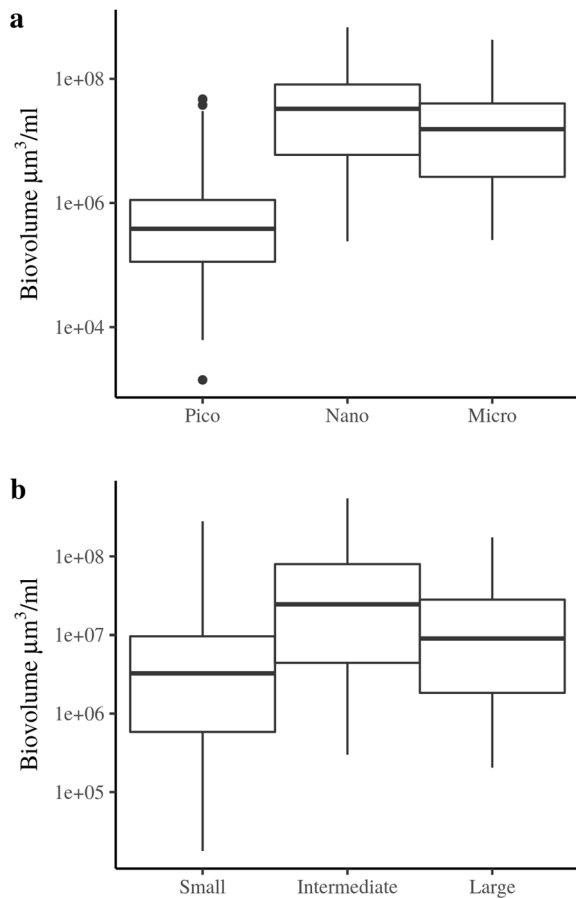 a
Biovolume µm³/ml
1e+08
1e+06
1e+04
Pico Nano Micro
b
Biovolume µm³/ml
1e+08
1e+07
1e+06
1e+05
Small Intermediate Large